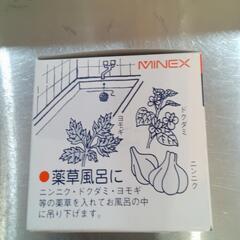 MINEX
ヨモギ
ドクダミ
ニンニク
薬草風呂に
ニンニク・ドクダミ・ヨモギ
等の薬草を入れてお風呂の中
に吊り下げます。